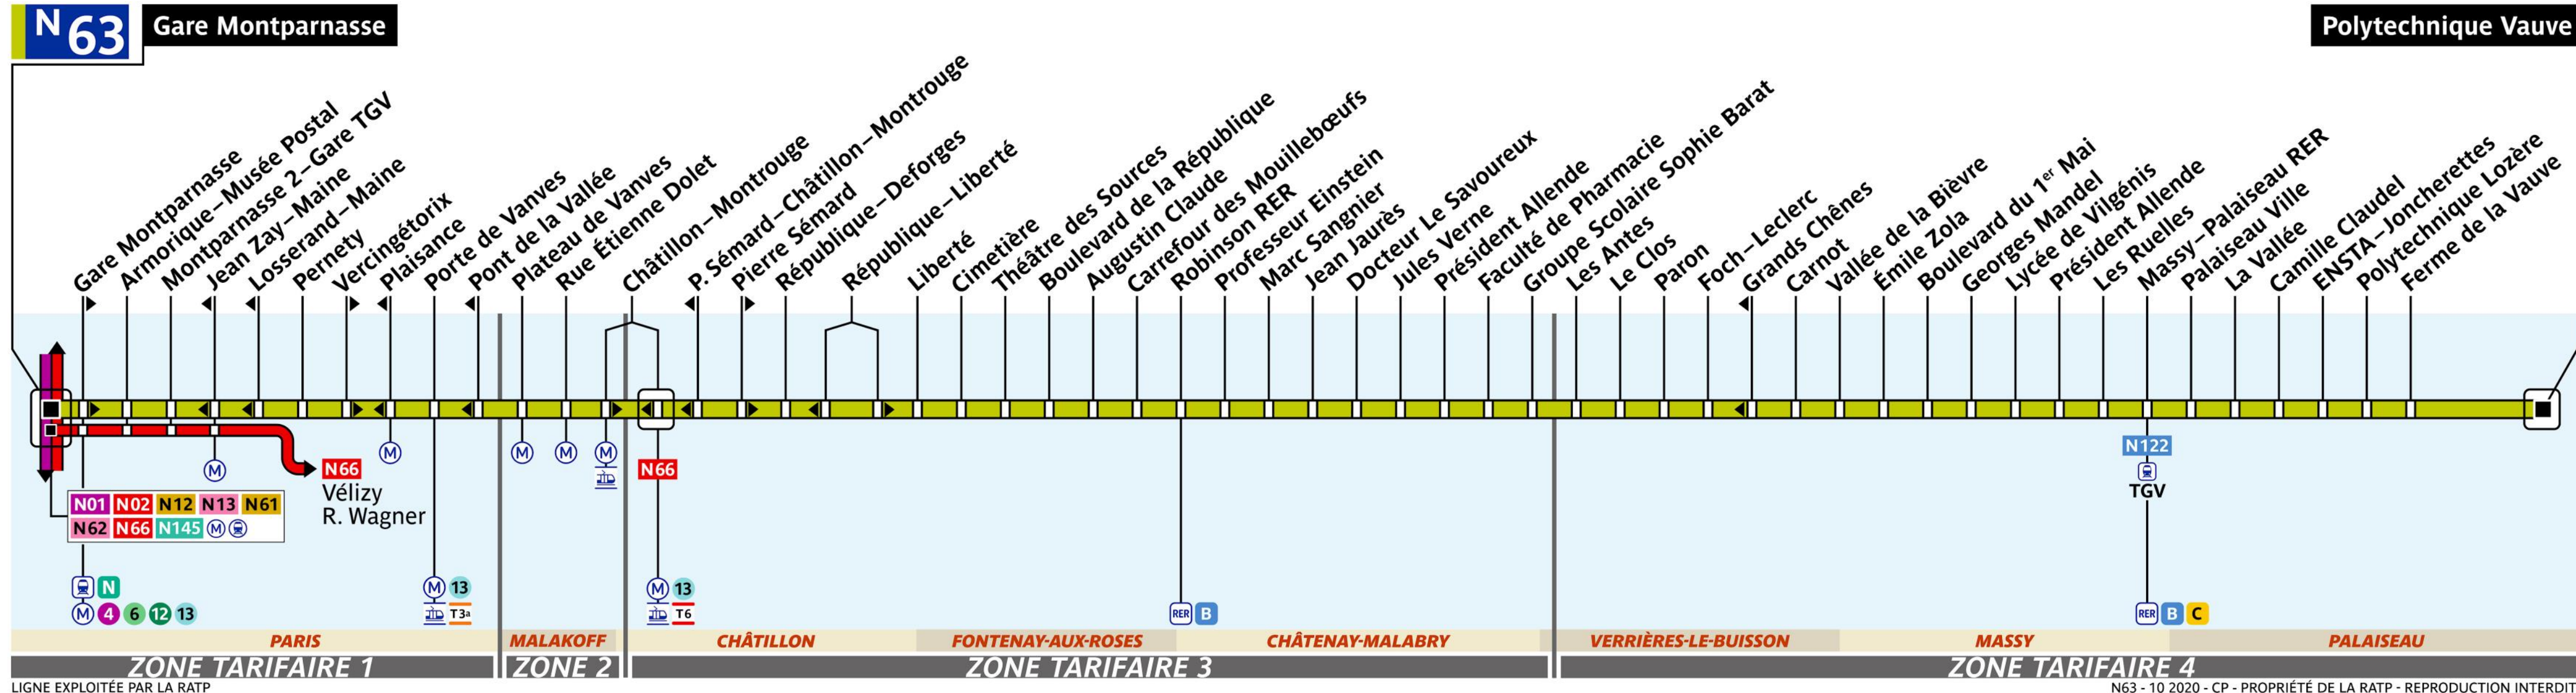 N63
Gare Montparnasse
Polytechnique Vauve
Gare Montparnasse
Armorique – Musée Postal
Montparnasse 2 – Gare TGV
Jean Zay – Maine
Losserand – Maine
Pernety
Vercingétorix
Plaisance
Porte de Vanves
Pont de la Vallée
Plateau de Vanves
Rue Étienne Dolet
Châtillon – Montrouge
P. Sémard – Châtillon – Montrouge
Pierre Sémard
République – Deforges
République – Liberté
Liberté
Cimetière
Théâtre des Sources
Boulevard de la République
Augustin Claude
Carrefour des Mouillebœufs
Robinson RER
Professeur Einstein
Marc Sangnier
Jean Jaurès
Docteur Le Savoureux
Jules Verne
Président Allende
Faculté de Pharmacie
Groupe Scolaire Sophie Barat
Les Antes
Le Clos
Paron
Foch – Leclerc
Grands Chênes
Carnot
Vallée de la Bièvre
Émile Zola
Boulevard du 1er Mai
Georges Mandel
Lycée de Vilgénis
Président Allende
Les Ruelles
Massy – Palaiseau RER
Palaiseau Ville
La Vallée
Camille Claudel
ENSTA – Joncherettes
Polytechnique Lozère
Ferme de la Vauve
M
M
M
M
M
M
N66
Vélizy
R. Wagner
N66
N122
TGV
N01 N02 N12 N13 N61
N62 N66 N145 M
N
M 4 6 12 13
M 13
T3a
M 13
T6
RER B
RER B C
PARIS
MALAKOFF
CHÂTILLON
FONTENAY-AUX-ROSES
CHÂTENAY-MALABRY
VERRIÈRES-LE-BUISSON
MASSY
PALAISEAU
ZONE TARIFAIRE 1
ZONE 2
ZONE TARIFAIRE 3
ZONE TARIFAIRE 4
LIGNE EXPLOITÉE PAR LA RATP
N63 - 10 2020 - CP - PROPRIÉTÉ DE LA RATP - REPRODUCTION INTERDIT